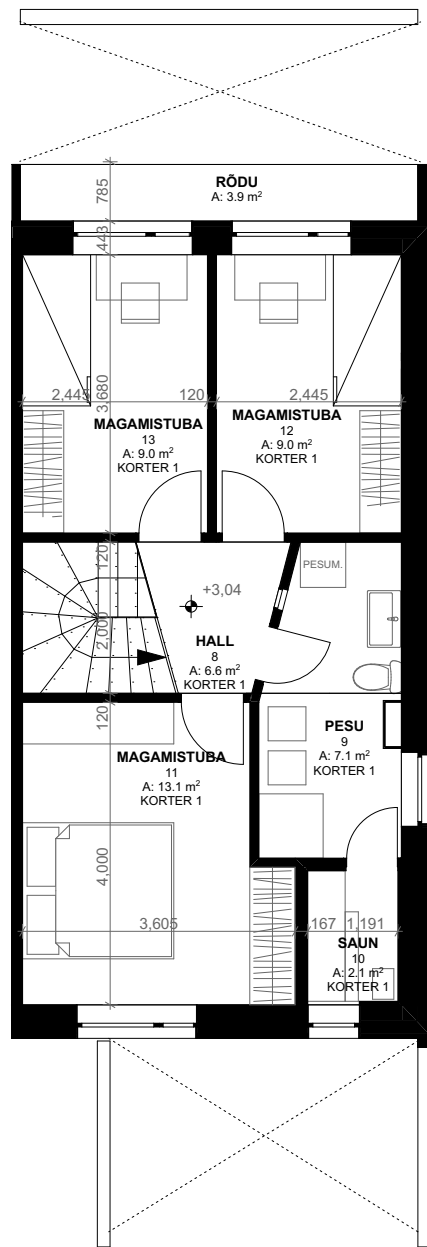 RÕDU
A: 3.9 m²
785
443
3,680
2,445
120
2,445
MAGAMISTUBA
13
A: 9.0 m²
KORTER 1
MAGAMISTUBA
12
A: 9.0 m²
KORTER 1
120
PESUM.
+3,04
2,000
HALL
8
A: 6.6 m²
KORTER 1
120
MAGAMISTUBA
11
A: 13.1 m²
KORTER 1
PESU
9
A: 7.1 m²
KORTER 1
4,000
3,605
167
1,191
SAUN
10
A: 2.1 m²
KORTER 1